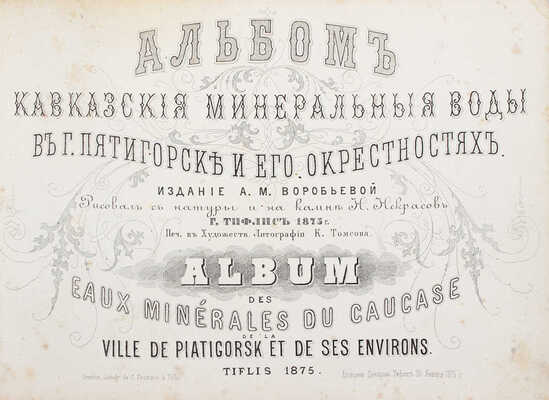 АЛЬБОМЪ
КАВКАЗСКІЯ МИНЕРАЛЬНЫЯ ВОДЫ
ВЪ Г. ПЯТИГОРСКѢ И ЕГО ОКРЕСТНОСТЯХЪ.
ИЗДАНІЕ А. М. ВОРОБЬЕВОЙ
Рисовалъ съ натуры и на камнѣ Н. Некрасовъ
Г. ТИФЛИСЪ 1875 г.
Печ. въ Художеств. Литографіи К. Томсона.
ALBUM
DES
EAUX MINÉRALES DU CAUCASE
DE LA
VILLE DE PIATIGORSK ET DE SES ENVIRONS.
TIFLIS 1875.
1875 г.